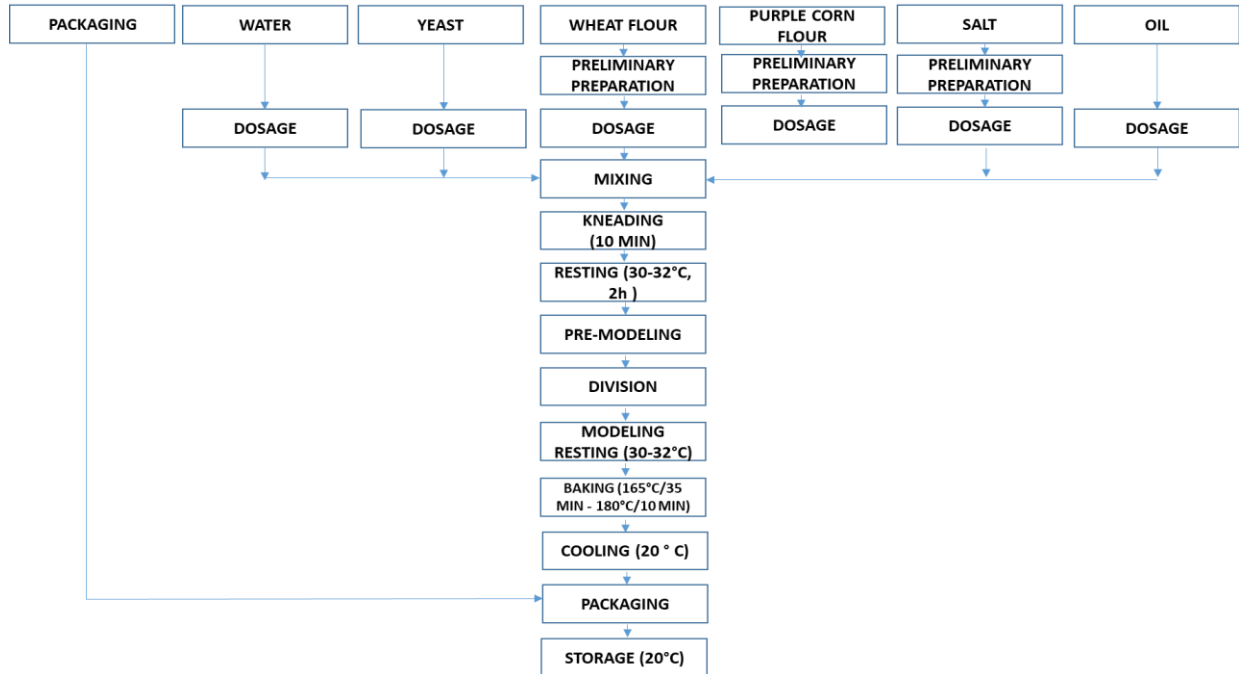 PACKAGING
WATER
YEAST
WHEAT FLOUR
PURPLE CORN
FLOUR
SALT
OIL
PRELIMINARY
PREPARATION
PRELIMINARY
PREPARATION
PRELIMINARY
PREPARATION
DOSAGE
DOSAGE
DOSAGE
DOSAGE
DOSAGE
DOSAGE
MIXING
KNEADING
(10 MIN)
RESTING (30-32°C,
2h )
PRE-MODELING
DIVISION
MODELING
RESTING (30-32°C)
BAKING (165°C/35
MIN - 180°C/10 MIN)
COOLING (20 ° C)
PACKAGING
STORAGE (20°C)